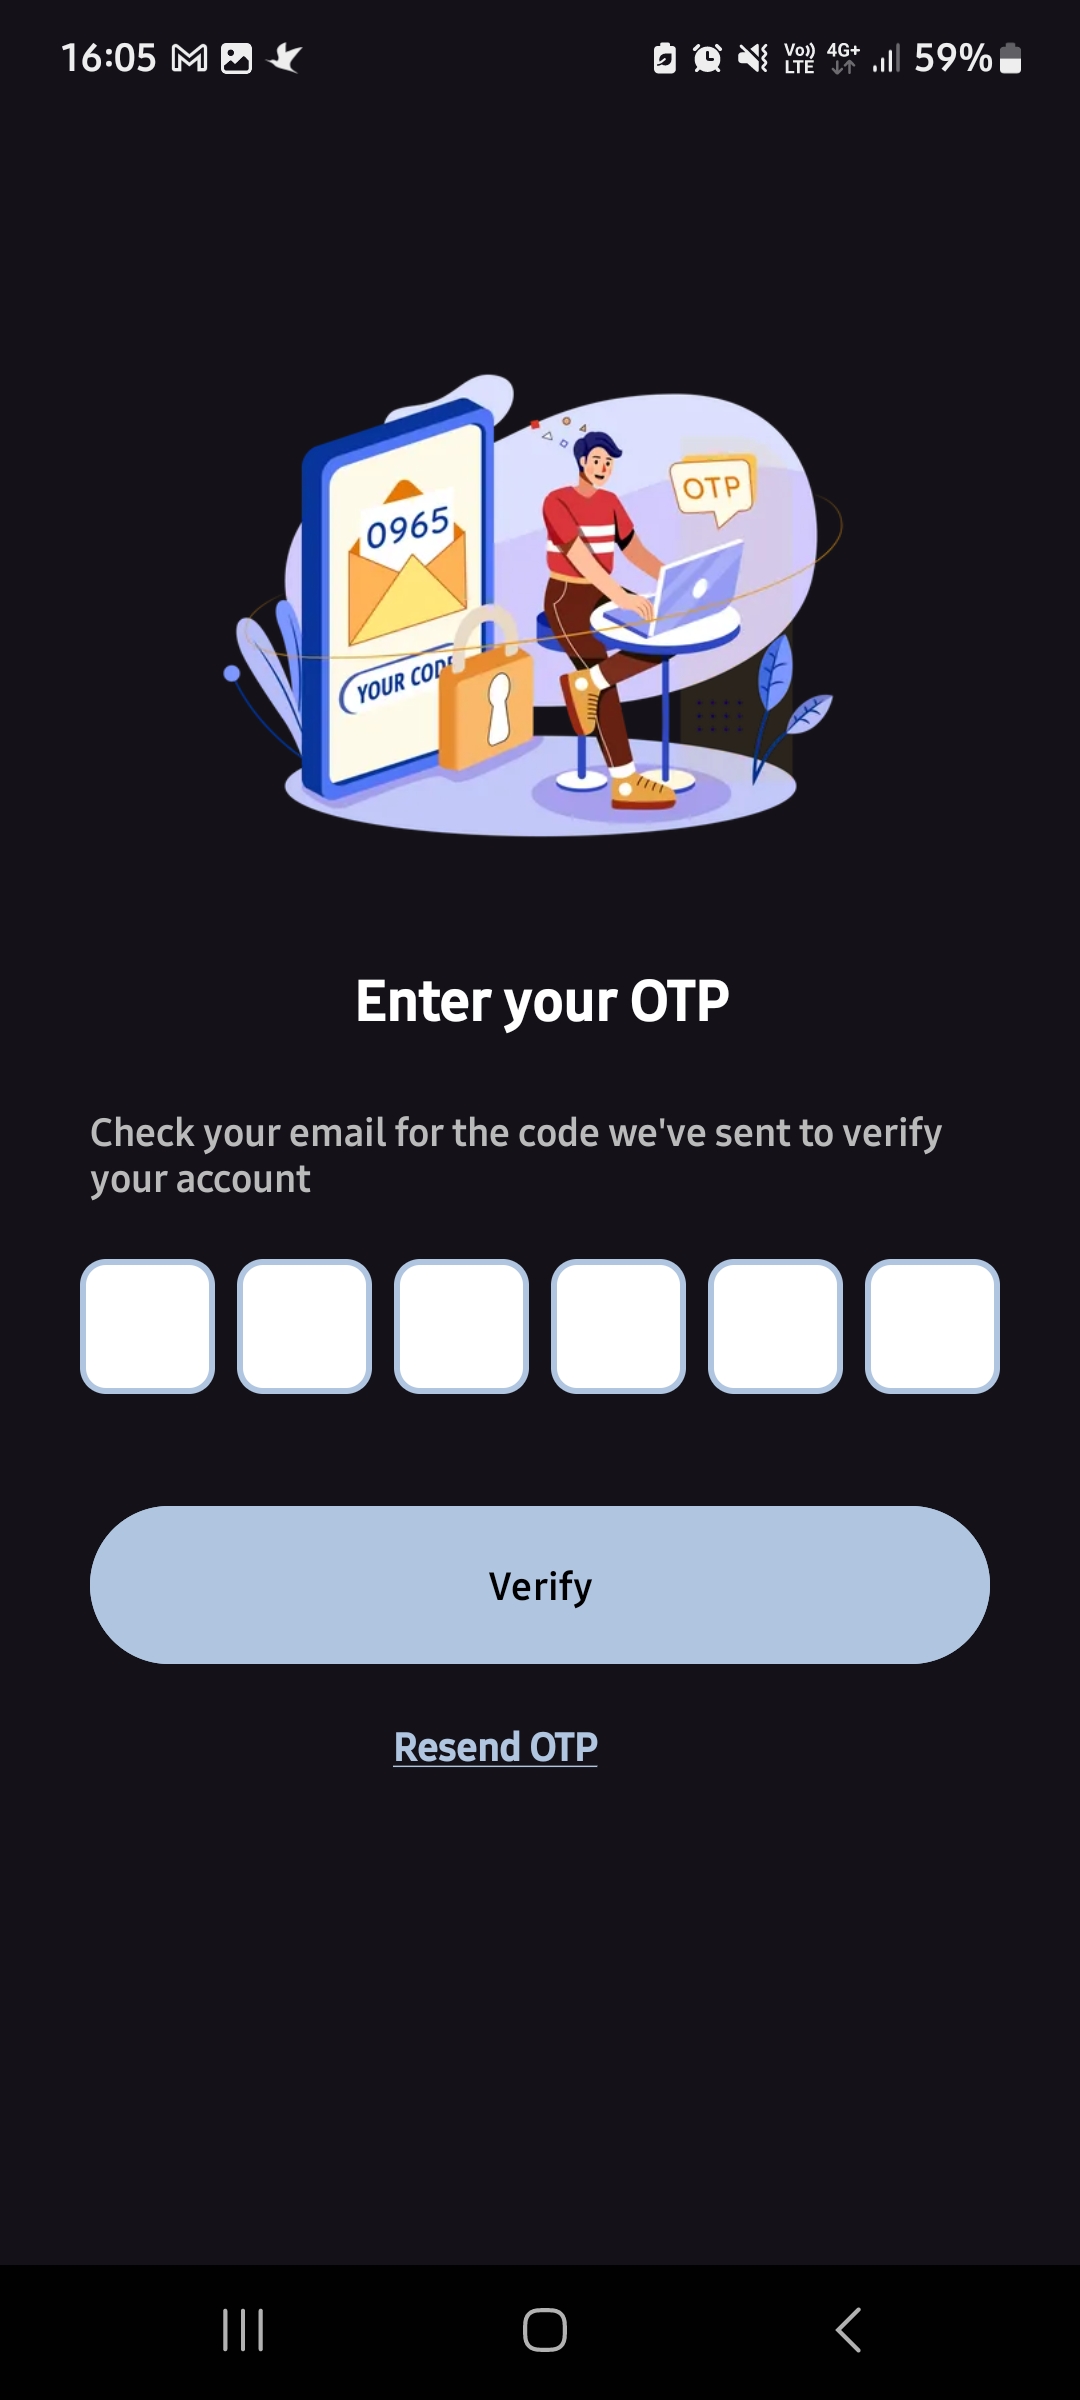 16:05 Vo)) LTE 4G+ 59%
0965
OTP
YOUR CODE
Enter your OTP
Check your email for the code we've sent to verify
your account
Verify
Resend OTP